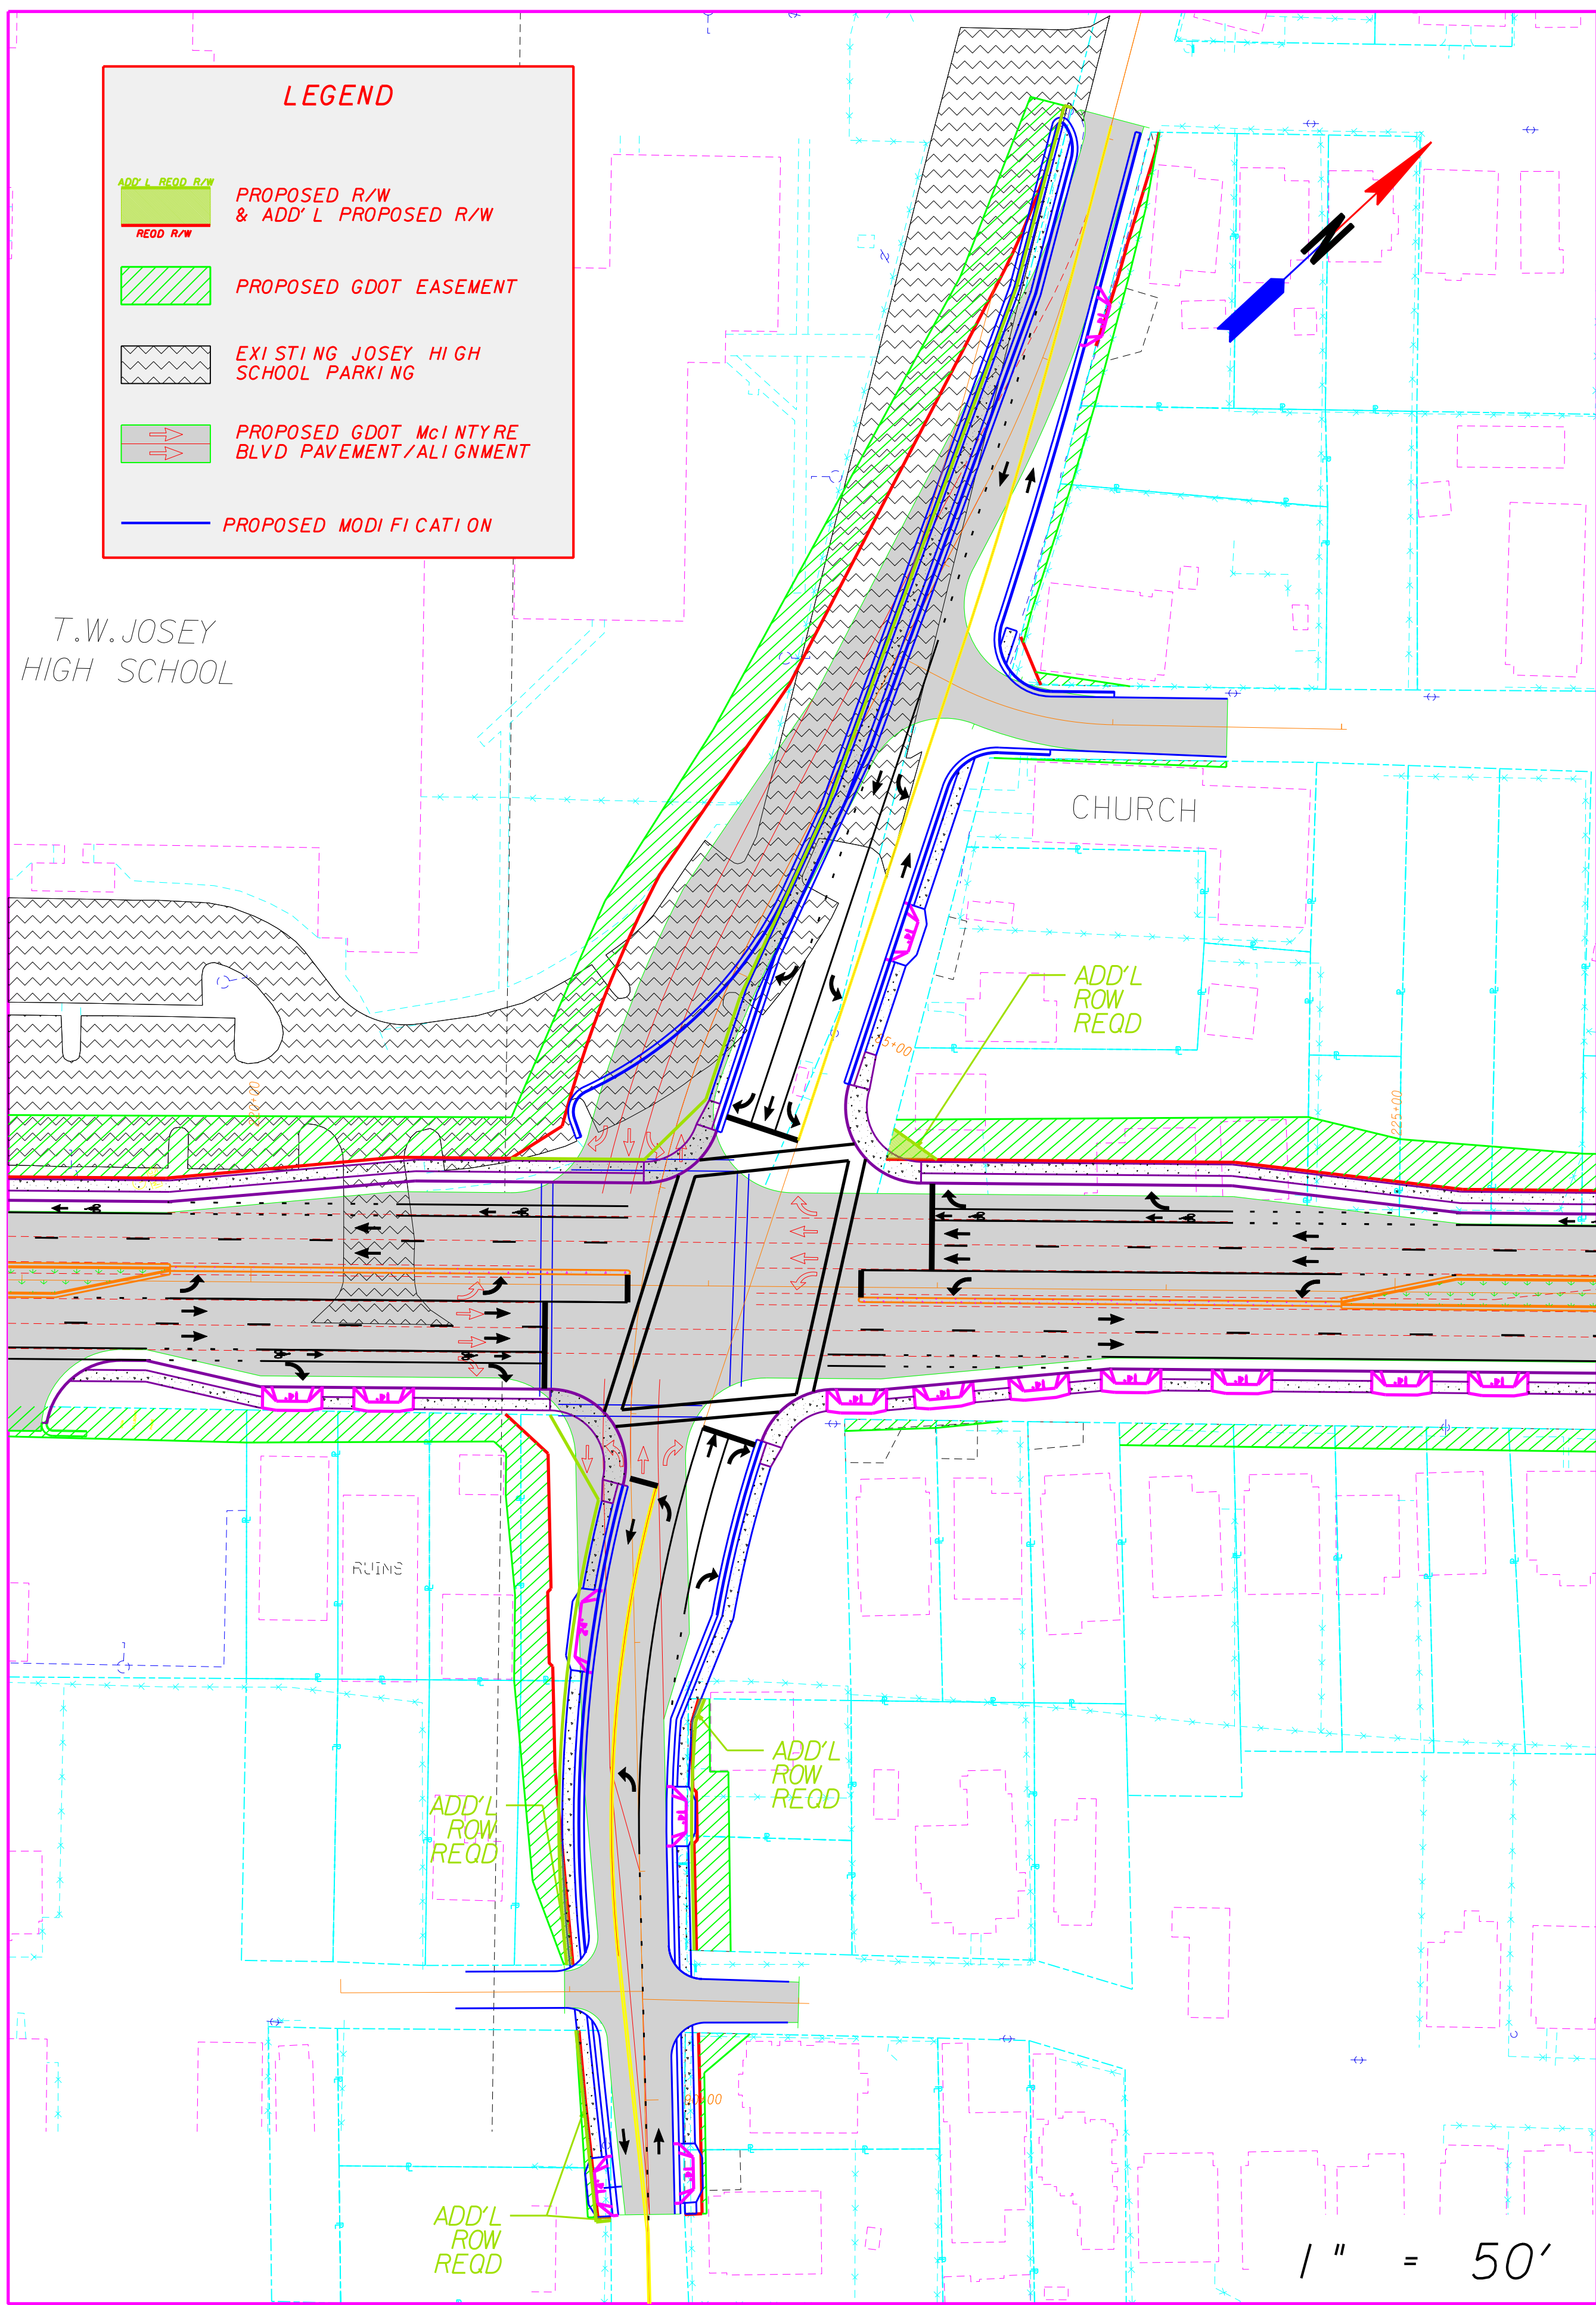 LEGEND
ADD'L REQD R/W
PROPOSED R/W
& ADD'L PROPOSED R/W
REQD R/W
PROPOSED GDOT EASEMENT
EXISTING JOSEY HIGH
SCHOOL PARKING
PROPOSED GDOT McINTYRE
BLVD PAVEMENT/ALIGNMENT
PROPOSED MODIFICATION
N
T.W. JOSEY
HIGH SCHOOL
CHURCH
ADD'L
ROW
REQD
225+00
RUINS
ADD'L
ROW
REQD
ADD'L
ROW
REQD
ADD'L
ROW
REQD
1" = 50'